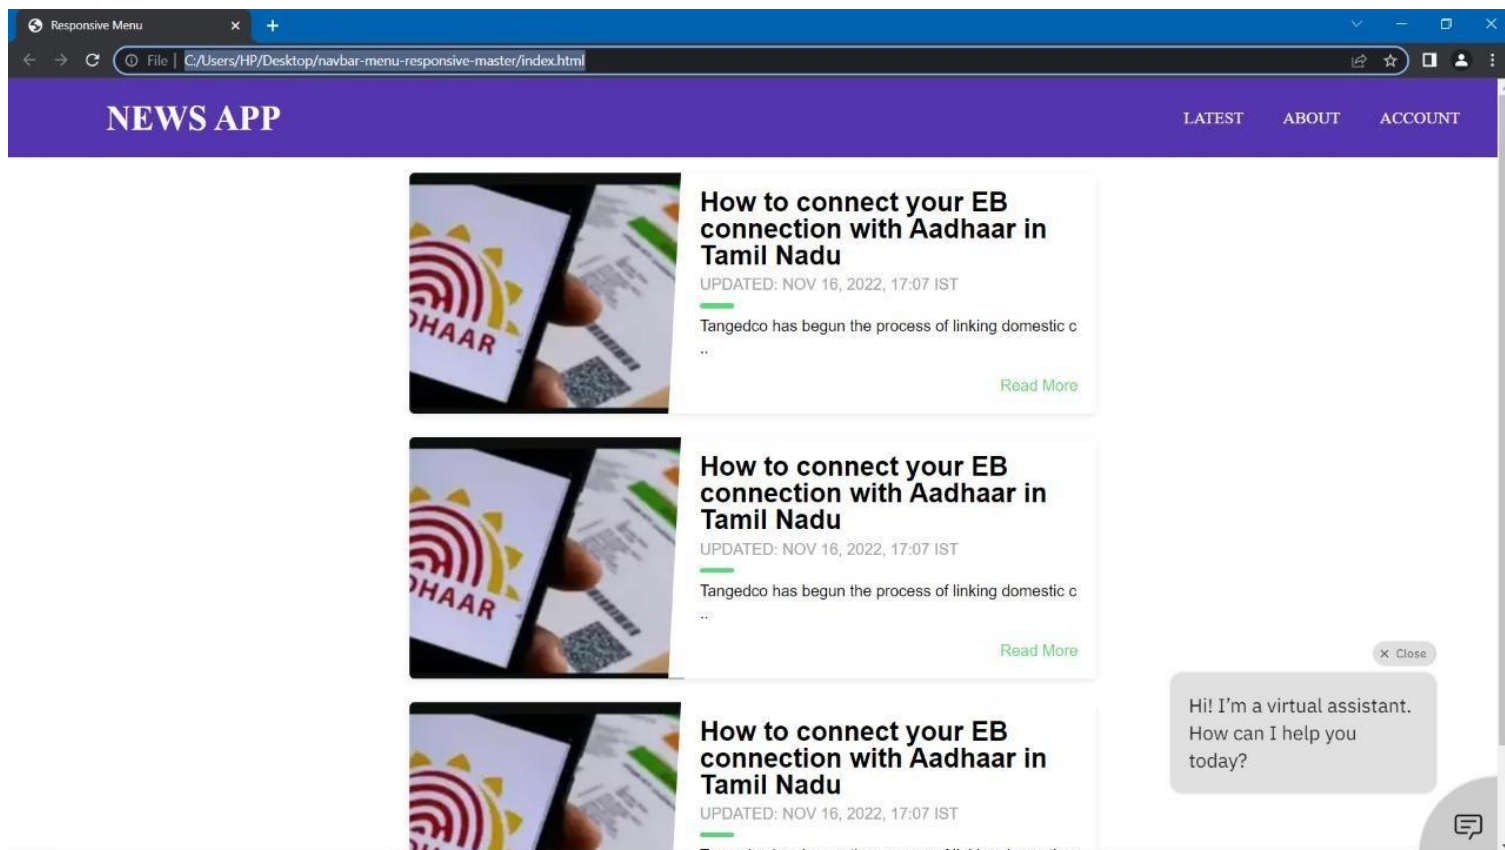 Responsive Menu
File | C:/Users/HP/Desktop/navbar-menu-responsive-master/index.html
NEWS APP
LATEST ABOUT ACCOUNT
DHAAR
How to connect your EB
connection with Aadhaar in
Tamil Nadu
UPDATED: NOV 16, 2022, 17:07 IST
Tangedco has begun the process of linking domestic c
..
Read More
DHAAR
How to connect your EB
connection with Aadhaar in
Tamil Nadu
UPDATED: NOV 16, 2022, 17:07 IST
Tangedco has begun the process of linking domestic c
..
Read More
How to connect your EB
connection with Aadhaar in
Tamil Nadu
UPDATED: NOV 16, 2022, 17:07 IST
Close
Hi! I’m a virtual assistant.
How can I help you
today?